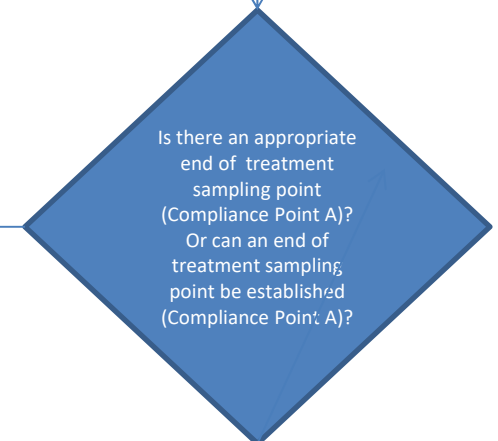 Is there an appropriate
end of treatment
sampling point
(Compliance Point A)?
Or can an end of
treatment sampling
point be established
(Compliance Point A)?